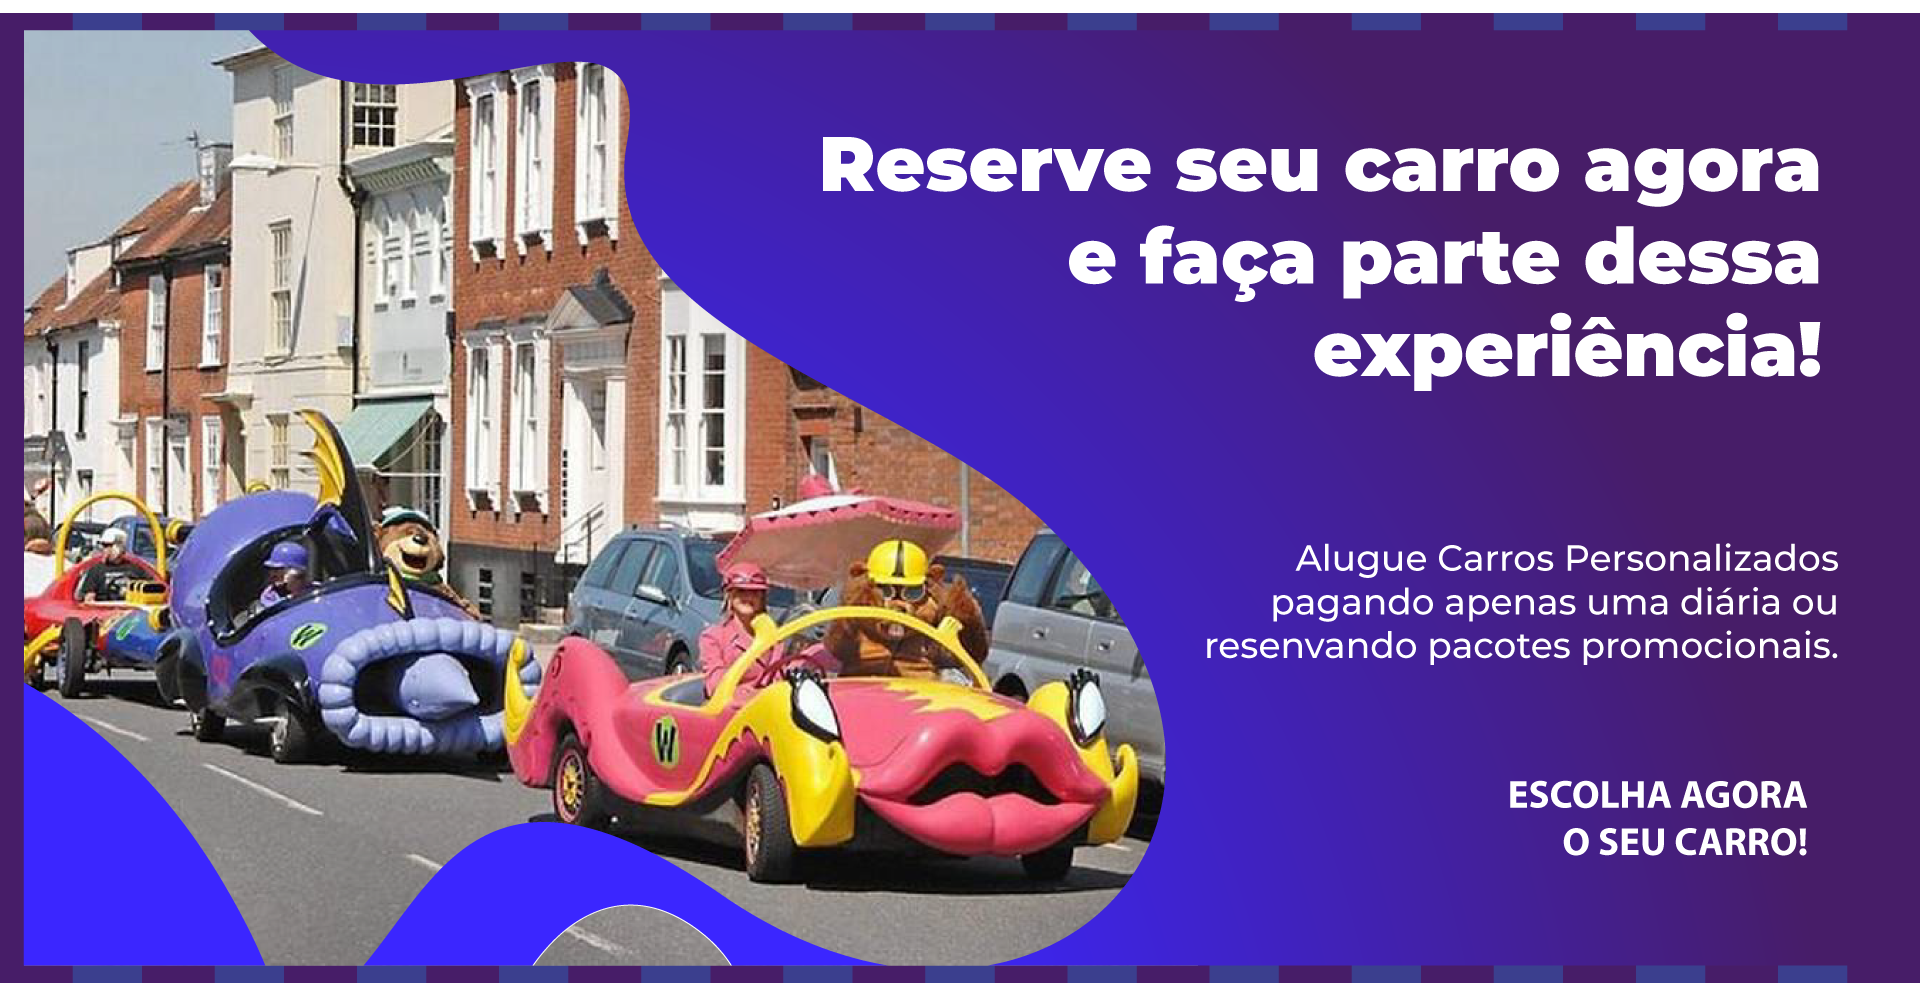 Reserve seu carro agora
e faça parte dessa
experiência!
Alugue Carros Personalizados
pagando apenas uma diária ou
resenvando pacotes promocionais.
ESCOLHA AGORA
O SEU CARRO!
W
W